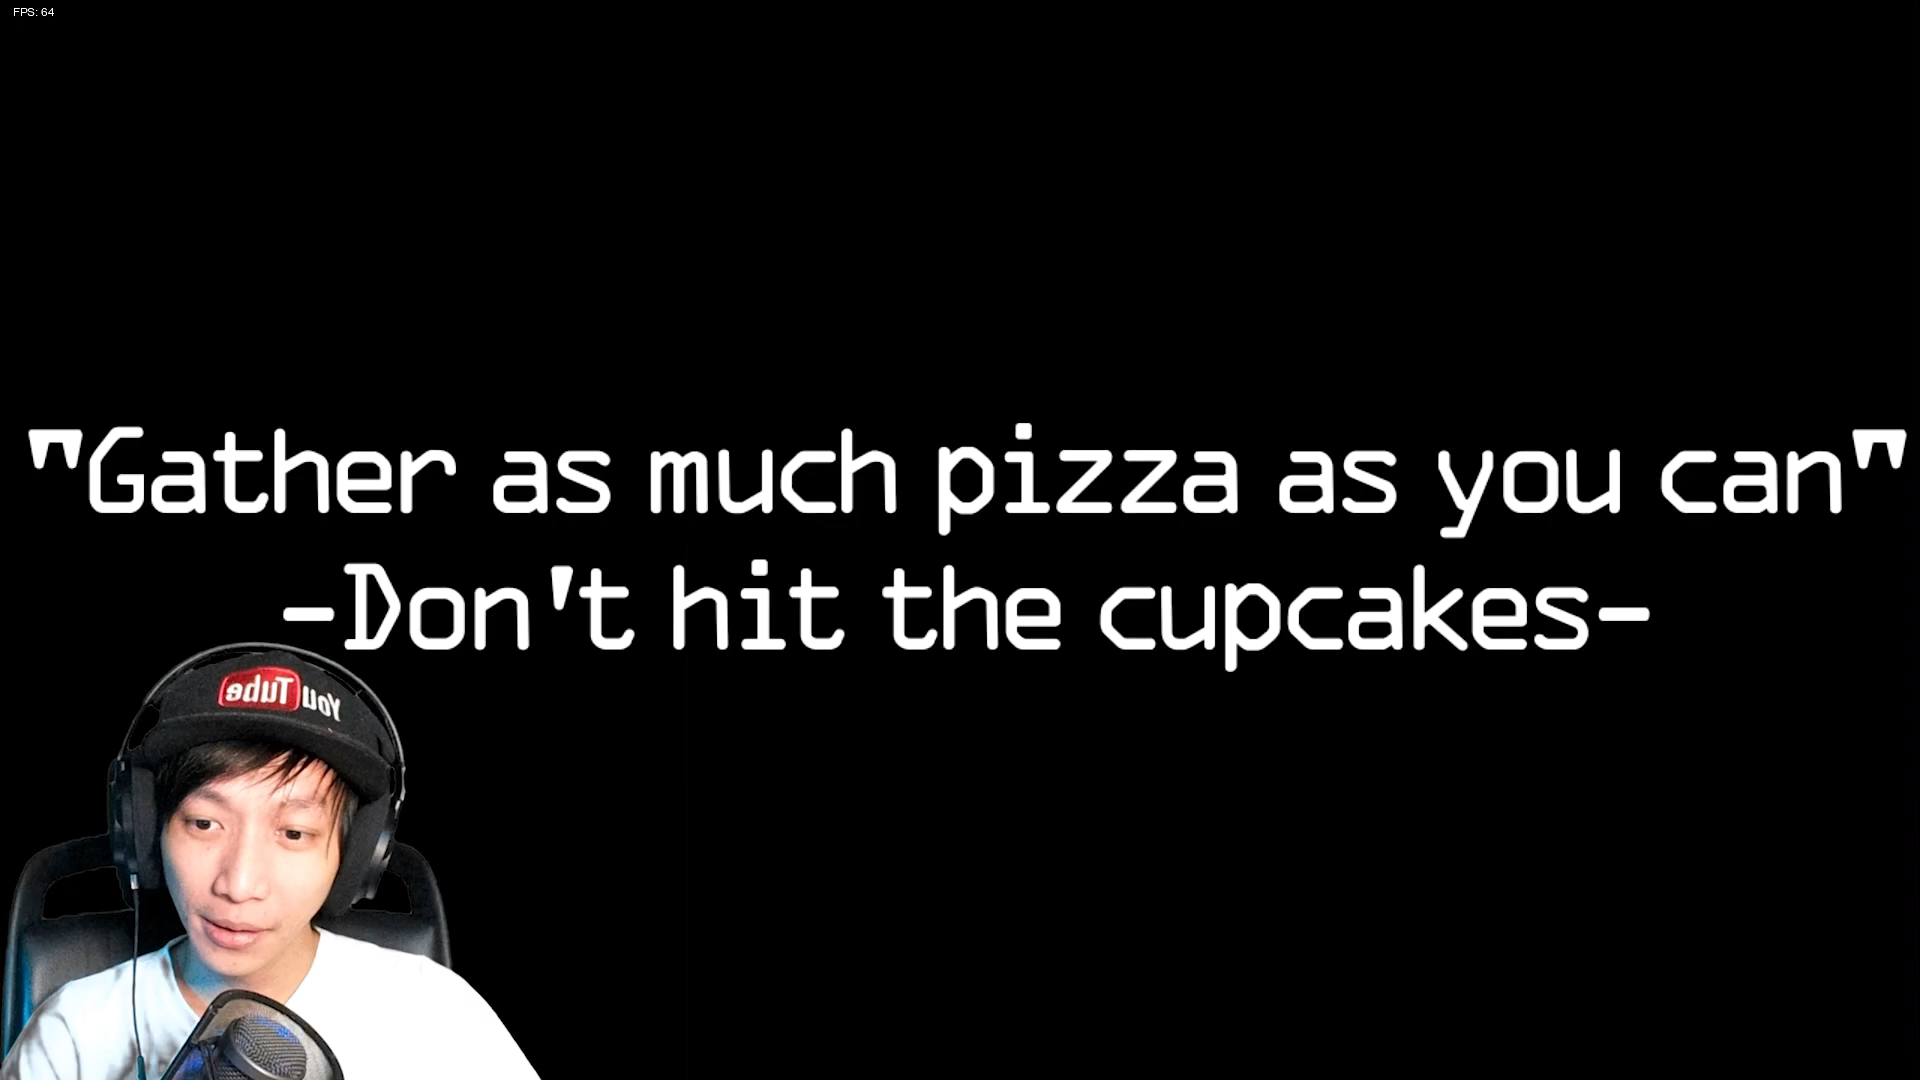 FPS: 64
"Gather as much pizza as you can"
-Don't hit the cupcakes-
YouTube